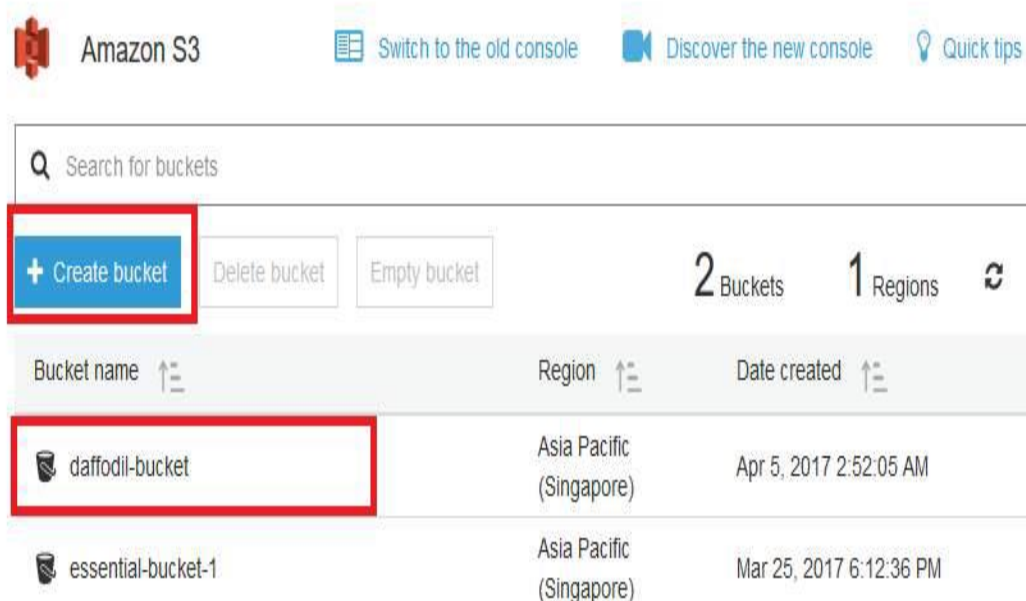 Amazon S3 Switch to the old console Discover the new console Quick tips
Search for buckets
Create bucket Delete bucket Empty bucket 2 Buckets 1 Regions
Bucket name Region Date created
daffodil-bucket Asia Pacific (Singapore) Apr 5, 2017 2:52:05 AM
essential-bucket-1 Asia Pacific (Singapore) Mar 25, 2017 6:12:36 PM